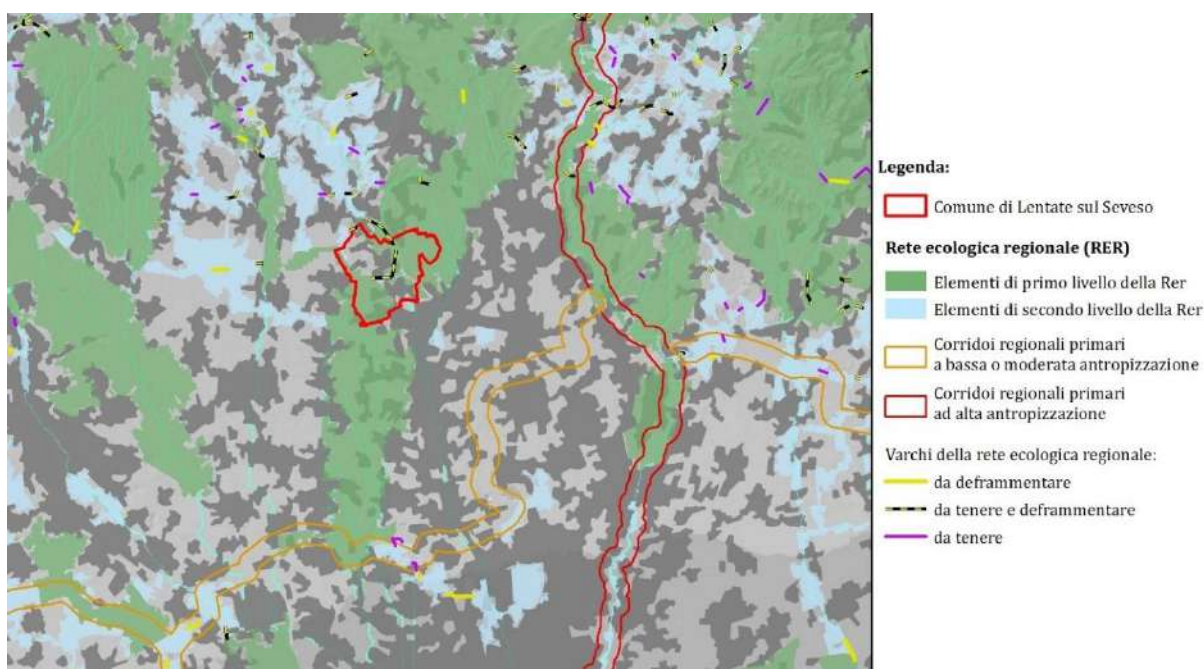 Legenda:
Comune di Lentate sul Seveso
Rete ecologica regionale (RER)
Elementi di primo livello della Rer
Elementi di secondo livello della Rer
Corridoi regionali primari
a bassa o moderata antropizzazione
Corridoi regionali primari
ad alta antropizzazione
Varchi della rete ecologica regionale:
da deframmentare
da tenere e deframmentare
da tenere